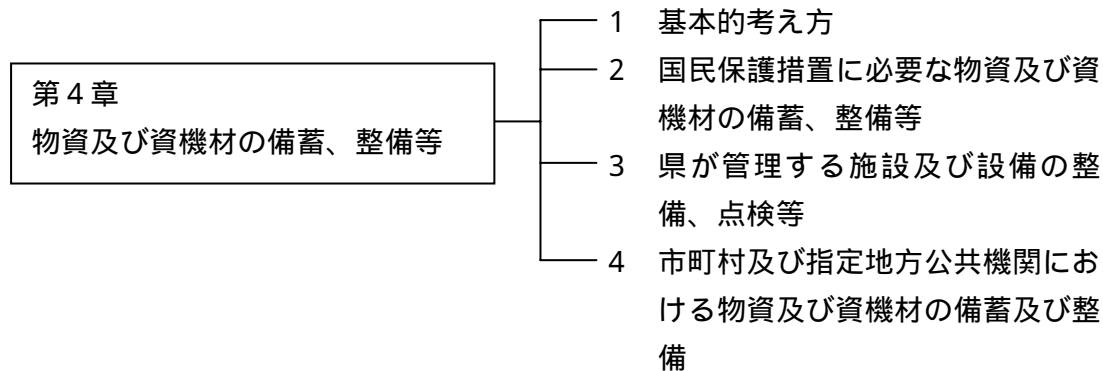 第４章
物資及び資機材の備蓄、整備等
1 基本的考え方
2 国民保護措置に必要な物資及び資
機材の備蓄、整備等
3 県が管理する施設及び設備の整
備、点検等
4 市町村及び指定地方公共機関にお
ける物資及び資機材の備蓄及び整
備